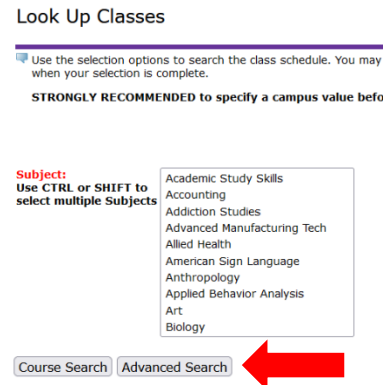 Look Up Classes
Use the selection options to search the class schedule. You may
when your selection is complete.
STRONGLY RECOMMENDED to specify a campus value befo
Subject:
Use CTRL or SHIFT to
select multiple Subjects
Academic Study Skills
Accounting
Addiction Studies
Advanced Manufacturing Tech
Allied Health
American Sign Language
Anthropology
Applied Behavior Analysis
Art
Biology
Course Search Advanced Search